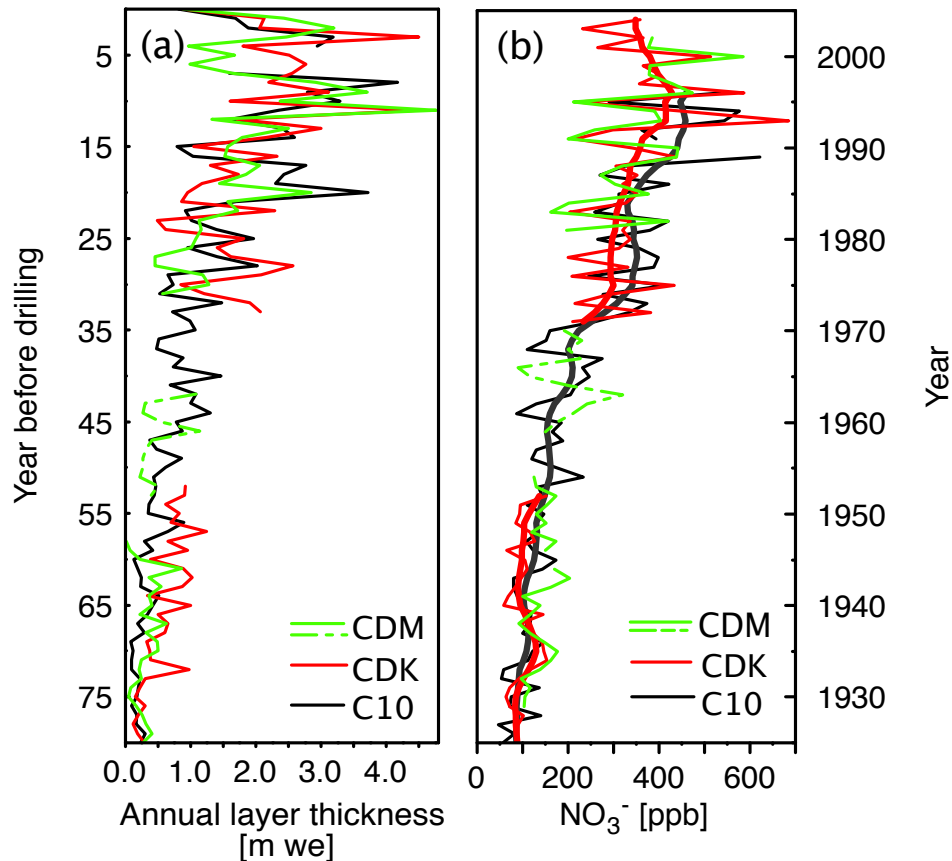 (a)
5
15
25
35
45
55
65
75
Year before drilling
CDM
CDK
C10
0.0 1.0 2.0 3.0 4.0
Annual layer thickness
[m we]
(b)
2000
1990
1980
1970
1960
1950
1940
1930
Year
CDM
CDK
C10
0 200 400 600
NO₃⁻ [ppb]